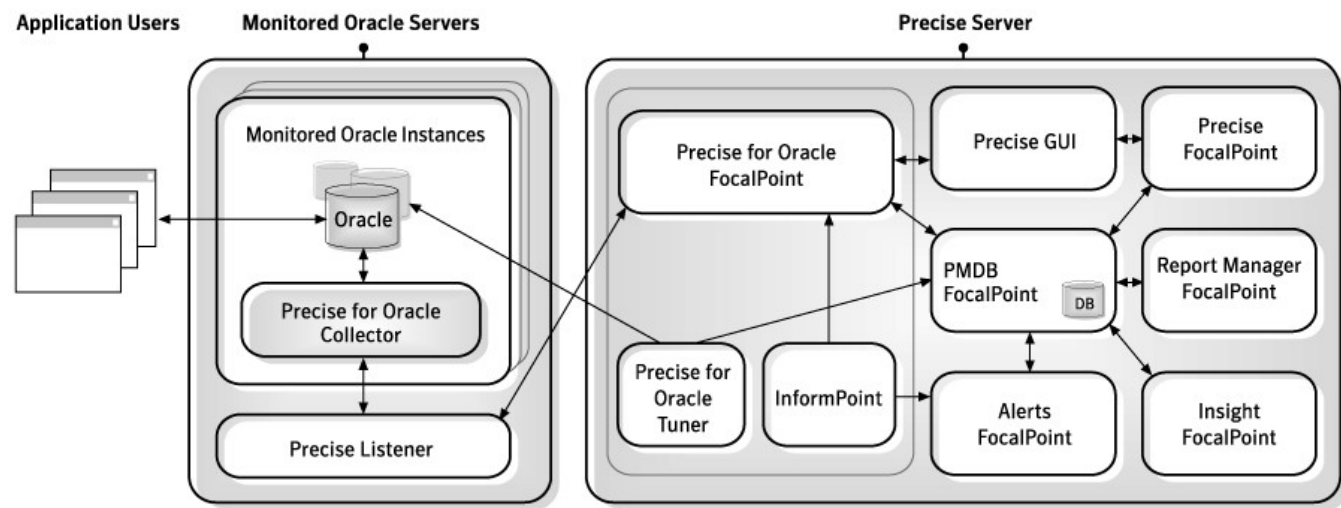 Application Users
Monitored Oracle Servers
Precise Server
Monitored Oracle Instances
Oracle
Precise for Oracle
Collector
Precise Listener
Precise for Oracle
FocalPoint
Precise GUI
Precise
FocalPoint
PMDB
FocalPoint
DB
Report Manager
FocalPoint
Precise for
Oracle
Tuner
InformPoint
Alerts
FocalPoint
Insight
FocalPoint